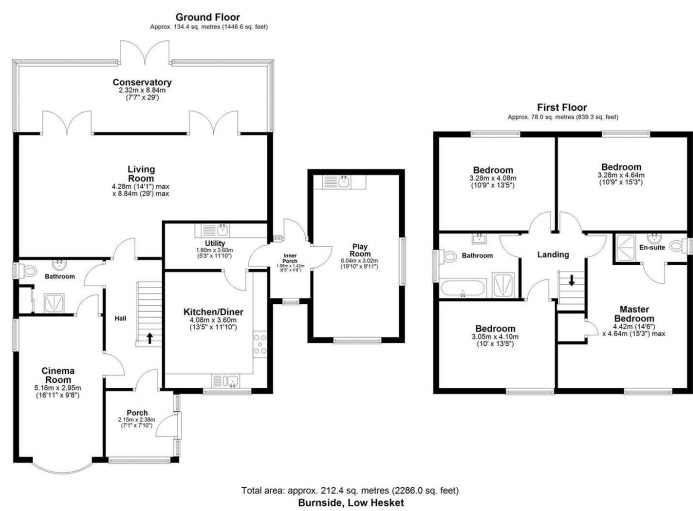 Ground Floor
Approx. 134.4 sq. metres (1446.6 sq. feet)
Conservatory
2.32m x 8.84m
(7'7" x 29')
First Floor
Approx. 78.0 sq. metres (839.3 sq. feet)
Living
Room
4.28m (14'1") max
x 8.84m (29') max
Bedroom
3.28m x 4.08m
(10'9" x 13'5")
Bedroom
3.28m x 4.64m
(10'9" x 15'3")
Utility
1.60m x 3.60m
(5'3" x 11'10")
Inner
Porch
Play
Room
6.04m x 3.02m
(19'10" x 9'11")
Bathroom
Landing
En-suite
Bathroom
Hall
Kitchen/Diner
4.08m x 3.60m
(13'5" x 11'10")
Master
Bedroom
4.42m (14'6")
x 4.64m (15'3") max
Bedroom
3.05m x 4.10m
(10' x 13'5")
Cinema
Room
5.16m x 2.95m
(16'11" x 9'8")
Porch
2.15m x 2.38m
(7'1" x 7'10")
Total area: approx. 212.4 sq. metres (2286.0 sq. feet)
Burnside, Low Hesket